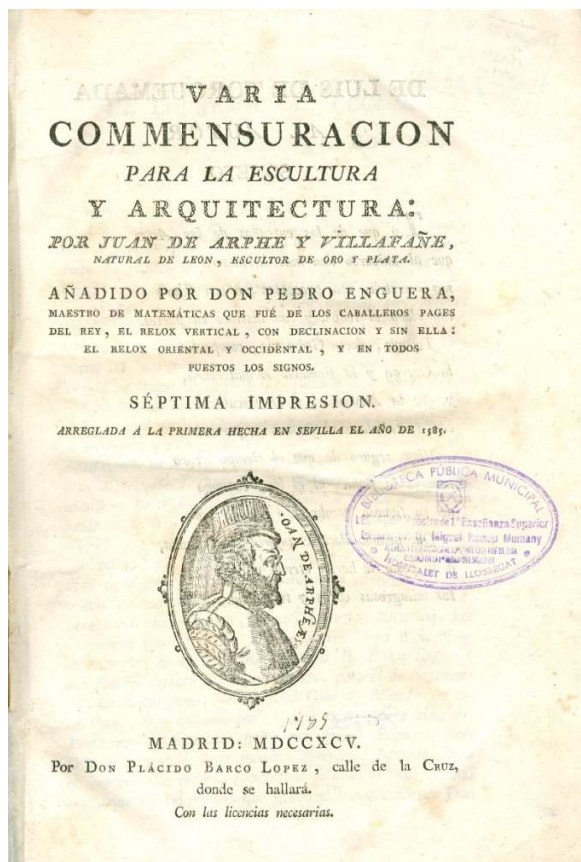 VARIA
COMMENSURACION
PARA LA ESCULTURA
Y ARQUITECTURA:
POR JUAN DE ARPHE Y VILLAFAÑE,
NATURAL DE LEON, ESCULTOR DE ORO Y PLATA.
AÑADIDO POR DON PEDRO ENGUERA,
MAESTRO DE MATEMÁTICAS QUE FUÉ DE LOS CABALLEROS PAGES
DEL REY, EL RELOX VERTICAL, CON DECLINACION Y SIN ELLA:
EL RELOX ORIENTAL Y OCCIDENTAL, Y EN TODOS
PUESTOS LOS SIGNOS.
SÉPTIMA IMPRESION.
ARREGLADA Á LA PRIMERA HECHA EN SEVILLA EL AÑO DE 1585.
BIBLIOTECA PÚBLICA MUNICIPAL
Enseñanza Superior
Miguel Mumany
HOSPITALET DE LLOBREGAT
IOAN DE ARPHE
MADRID: MDCCXCV.
Por DON PLÁCIDO BARCO LOPEZ, calle de la CRUZ,
donde se hallará.
Con las licencias necesarias.